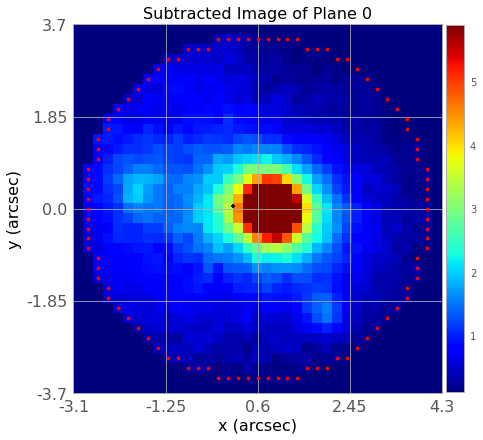 Subtracted Image of Plane 0
3.7
1.85
0.0
-1.85
-3.7
y (arcsec)
-3.1 -1.25 0.6 2.45 4.3
x (arcsec)
5
4
3
2
1